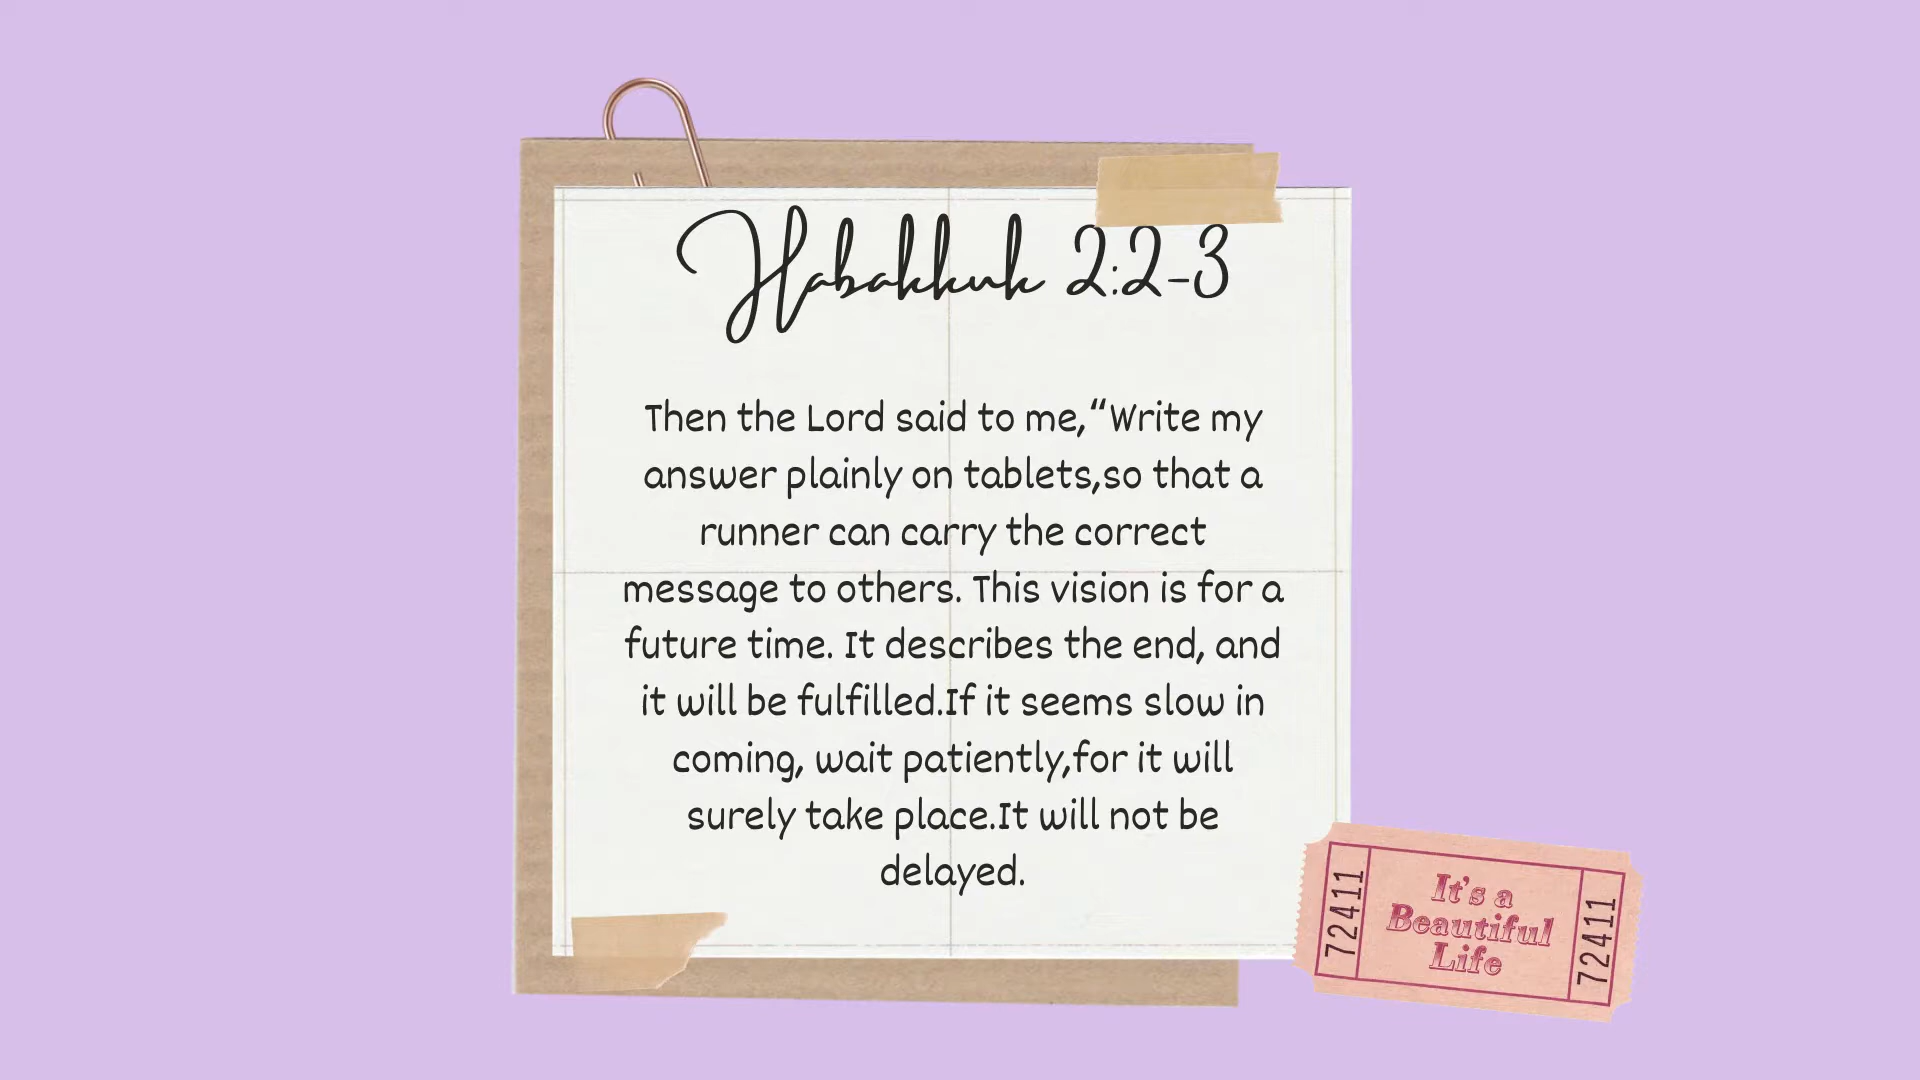 Habakkuk 2:2-3
Then the Lord said to me,“Write my
answer plainly on tablets,so that a
runner can carry the correct
message to others. This vision is for a
future time. It describes the end, and
it will be fulfilled.If it seems slow in
coming, wait patiently,for it will
surely take place.It will not be
delayed.
72411
It's a
Beautiful
Life
72411